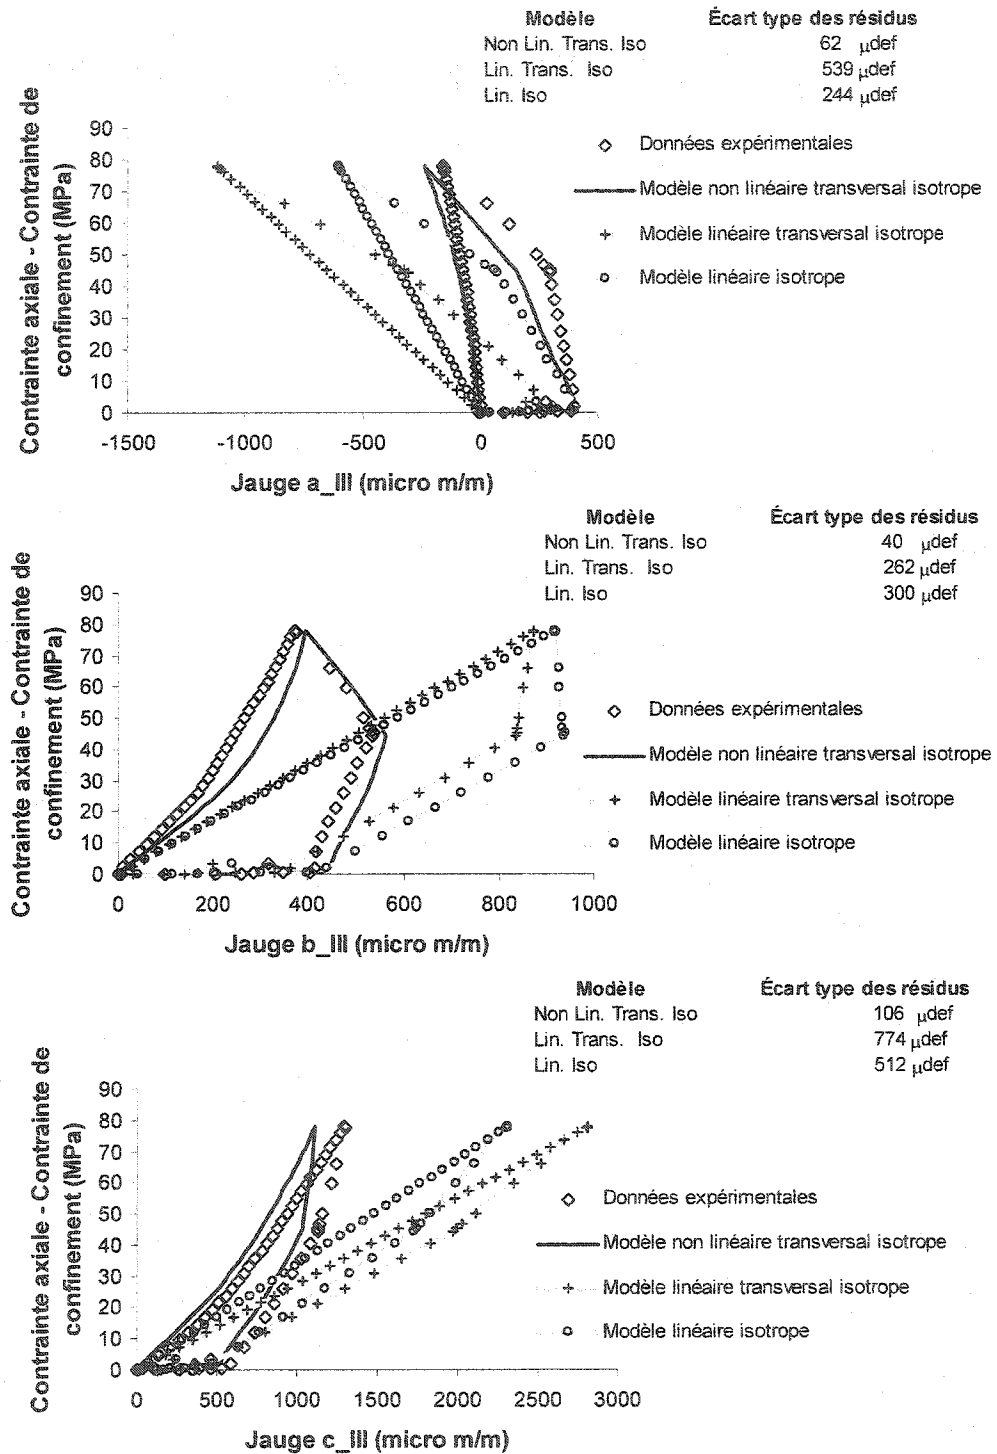 Modèle Écart type des résidus
Non Lin. Trans. Iso 62 μdef
Lin. Trans. Iso 539 μdef
Lin. Iso 244 μdef
Contrainte axiale - Contrainte de
confinement (MPa)
90
80
70
60
50
40
30
20
10
0
-1500 -1000 -500 0 500
Jauge a_III (micro m/m)
Données expérimentales
Modèle non linéaire transversal isotrope
Modèle linéaire transversal isotrope
Modèle linéaire isotrope
Modèle Écart type des résidus
Non Lin. Trans. Iso 40 μdef
Lin. Trans. Iso 262 μdef
Lin. Iso 300 μdef
Contrainte axiale - Contrainte de
confinement (MPa)
90
80
70
60
50
40
30
20
10
0
0 200 400 600 800 1000
Jauge b_III (micro m/m)
Données expérimentales
Modèle non linéaire transversal isotrope
Modèle linéaire transversal isotrope
Modèle linéaire isotrope
Modèle Écart type des résidus
Non Lin. Trans. Iso 106 μdef
Lin. Trans. Iso 774 μdef
Lin. Iso 512 μdef
Contrainte axiale - Contrainte de
confinement (MPa)
90
80
70
60
50
40
30
20
10
0
0 500 1000 1500 2000 2500 3000
Jauge c_III (micro m/m)
Données expérimentales
Modèle non linéaire transversal isotrope
Modèle linéaire transversal isotrope
Modèle linéaire isotrope